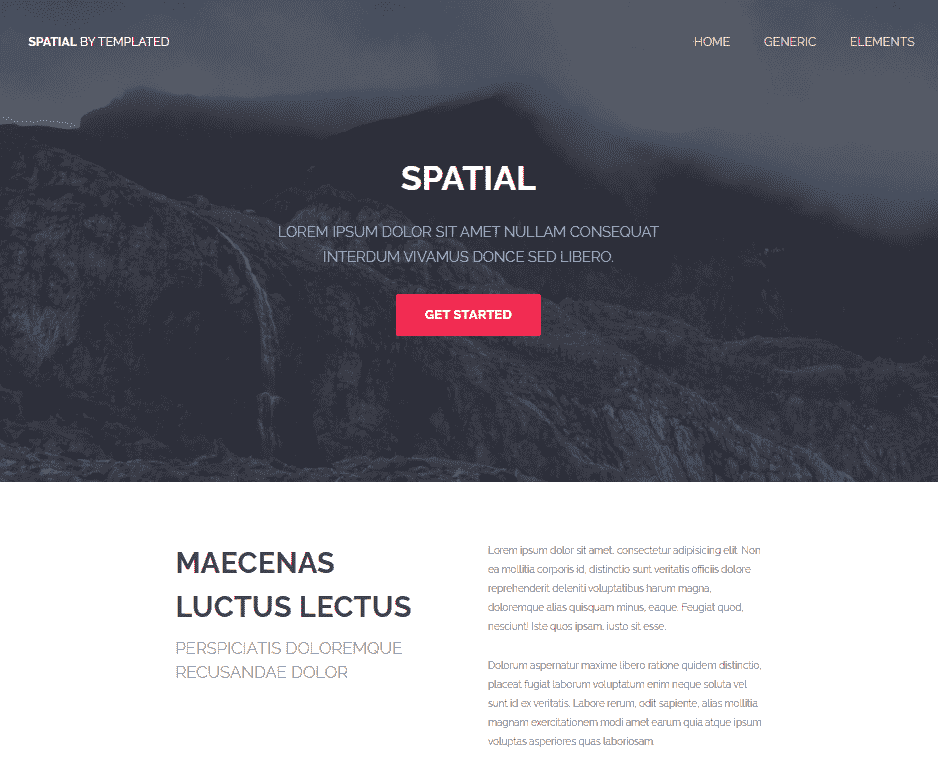 SPATIAL BY TEMPLATED
HOME GENERIC ELEMENTS
SPATIAL
LOREM IPSUM DOLOR SIT AMET NULLAM CONSEQUAT
INTERDUM VIVAMUS DONCE SED LIBERO.
GET STARTED
MAECENAS
LUCTUS LECTUS
PERSPICIATIS DOLOREMQUE
RECUSANDAE DOLOR
Lorem ipsum dolor sit amet, consectetur adipisicing elit. Non
ea mollitia corporis id, distinctio sunt veritatis officiis dolore
reprehenderit deleniti voluptatibus harum magna,
doloremque alias quisquam minus, eaque. Feugiat quod,
nesciunt! Iste quos ipsam, iusto sit esse.
Dolorum aspernatur maxime libero ratione quidem distinctio,
placeat fugiat laborum voluptatum enim neque soluta vel
sunt id ex veritatis. Labore rerum, odit sapiente, alias mollitia
magnam exercitationem modi amet earum quia atque ipsum
voluptas asperiores quas laboriosam.